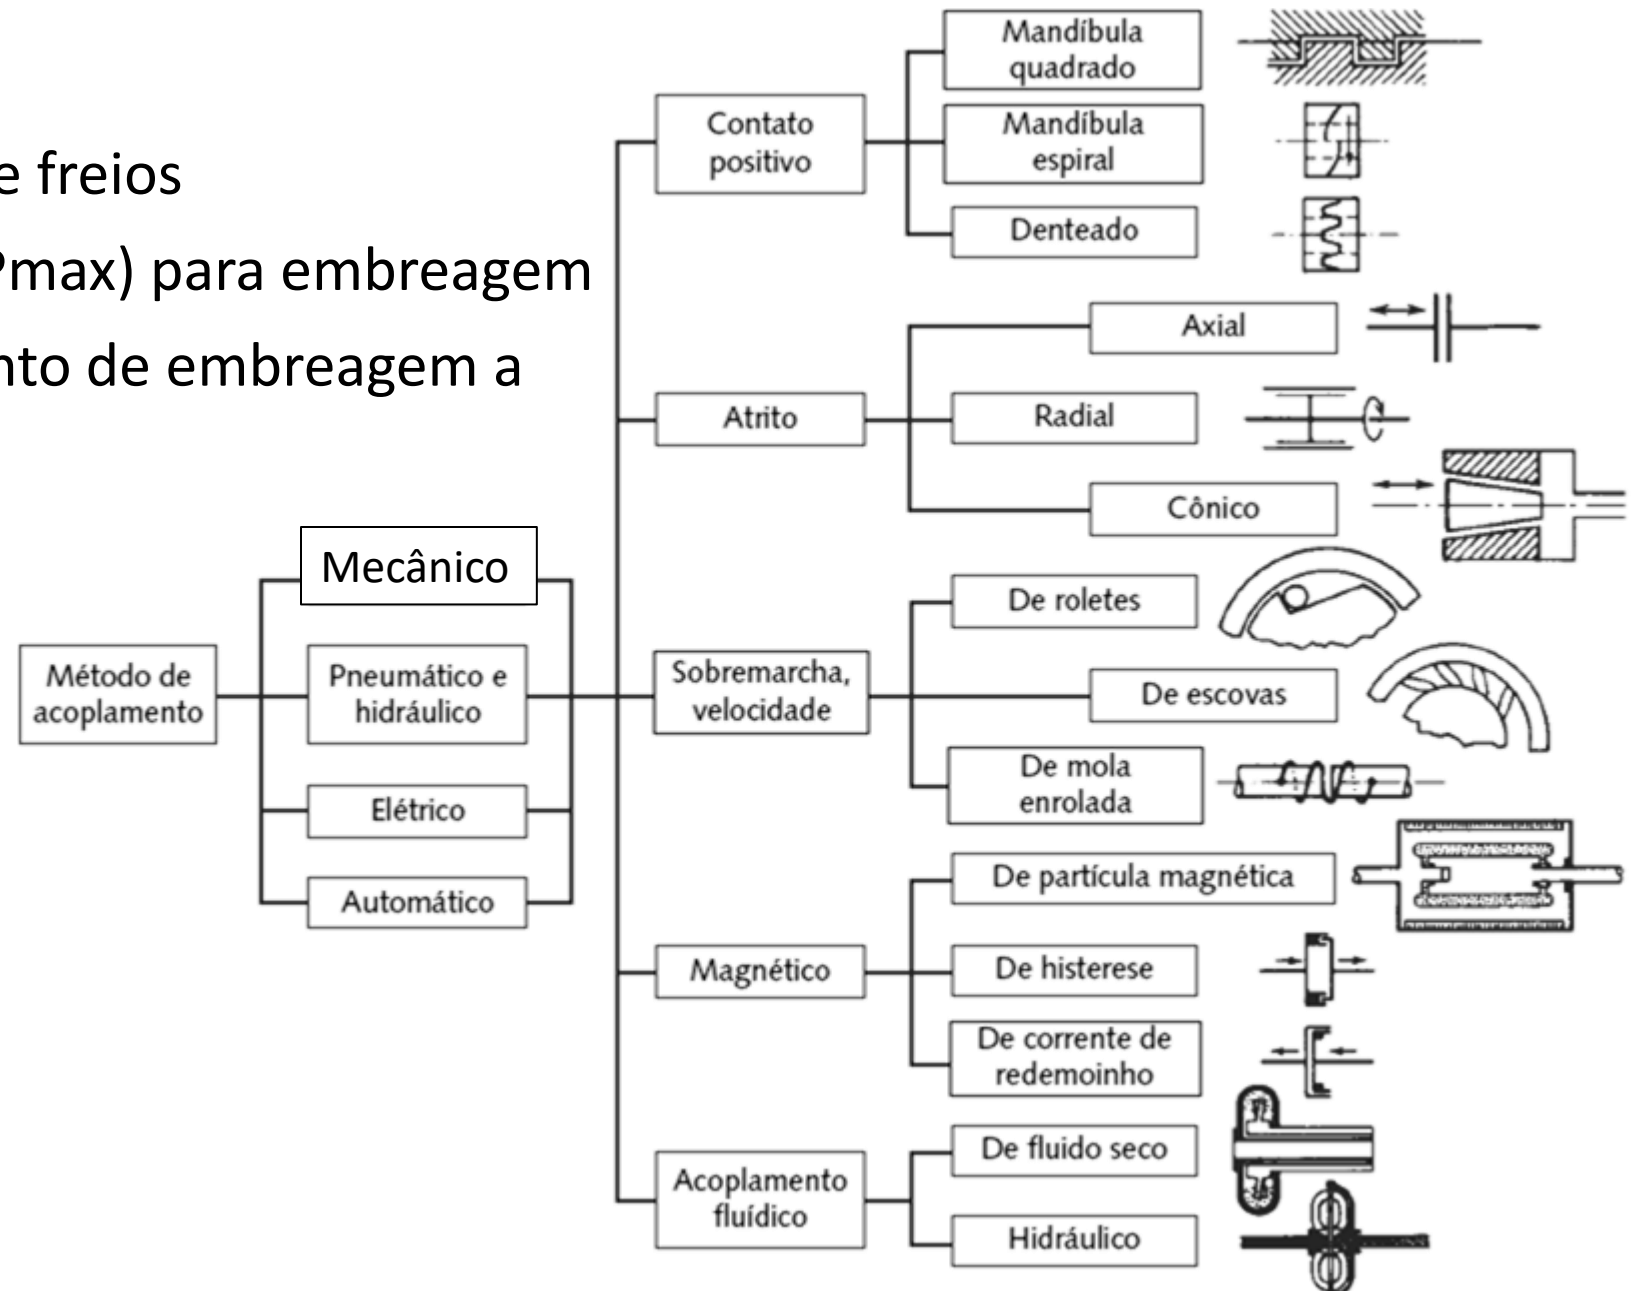 e freios
max) para embreagem
nto de embreagem a
Método de
acoplamento
Mecânico
Pneumático e
hidráulico
Elétrico
Automático
Contato
positivo
Mandíbula
quadrado
Mandíbula
espiral
Denteado
Atrito
Axial
Radial
Cônico
Sobremarcha,
velocidade
De roletes
De escovas
De mola
enrolada
Magnético
De partícula magnética
De histerese
De corrente de
redemoinho
Acoplamento
fluídico
De fluido seco
Hidráulico